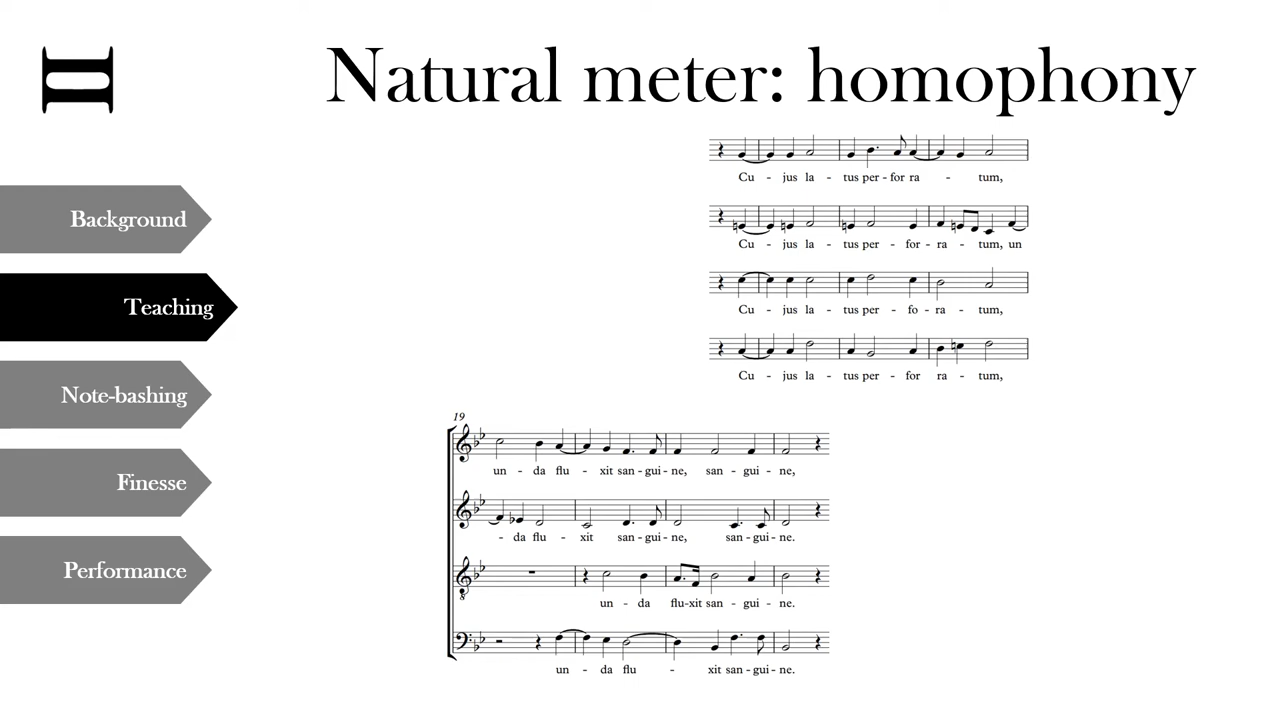 II
Natural meter: homophony
Background
Teaching
Note-bashing
Finesse
Performance
Cu - jus la - tus per - for ra - tum,
Cu - jus la - tus per - for - ra - tum, un
Cu - jus la - tus per - fo - ra - tum,
Cu - jus la - tus per - for ra - tum,
19
un - da flu - xit san - gui - ne, san - gui - ne,
- da flu - xit san - gui - ne, san - gui - ne.
8
un - da flu - xit san - gui - ne.
un - da flu - xit san - gui - ne.